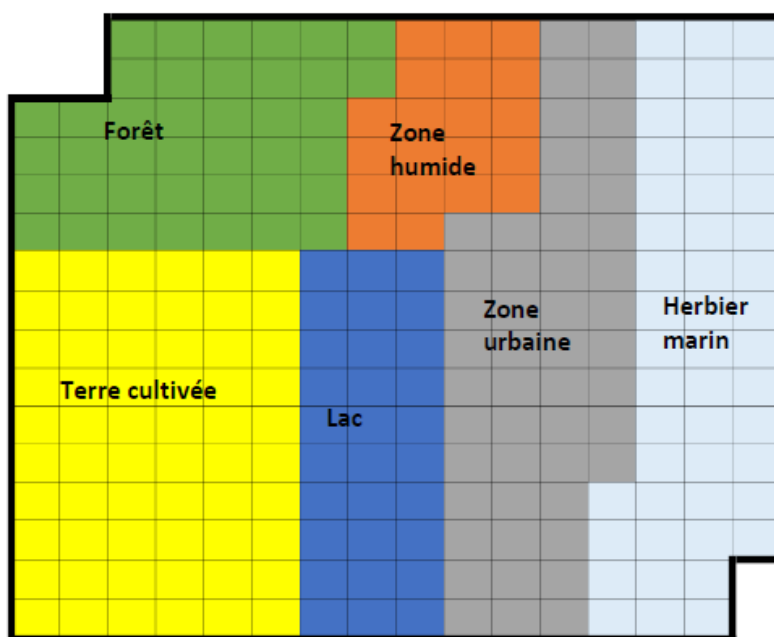 Forêt
Zone
humide
Zone
urbaine
Herbier
marin
Terre cultivée
Lac